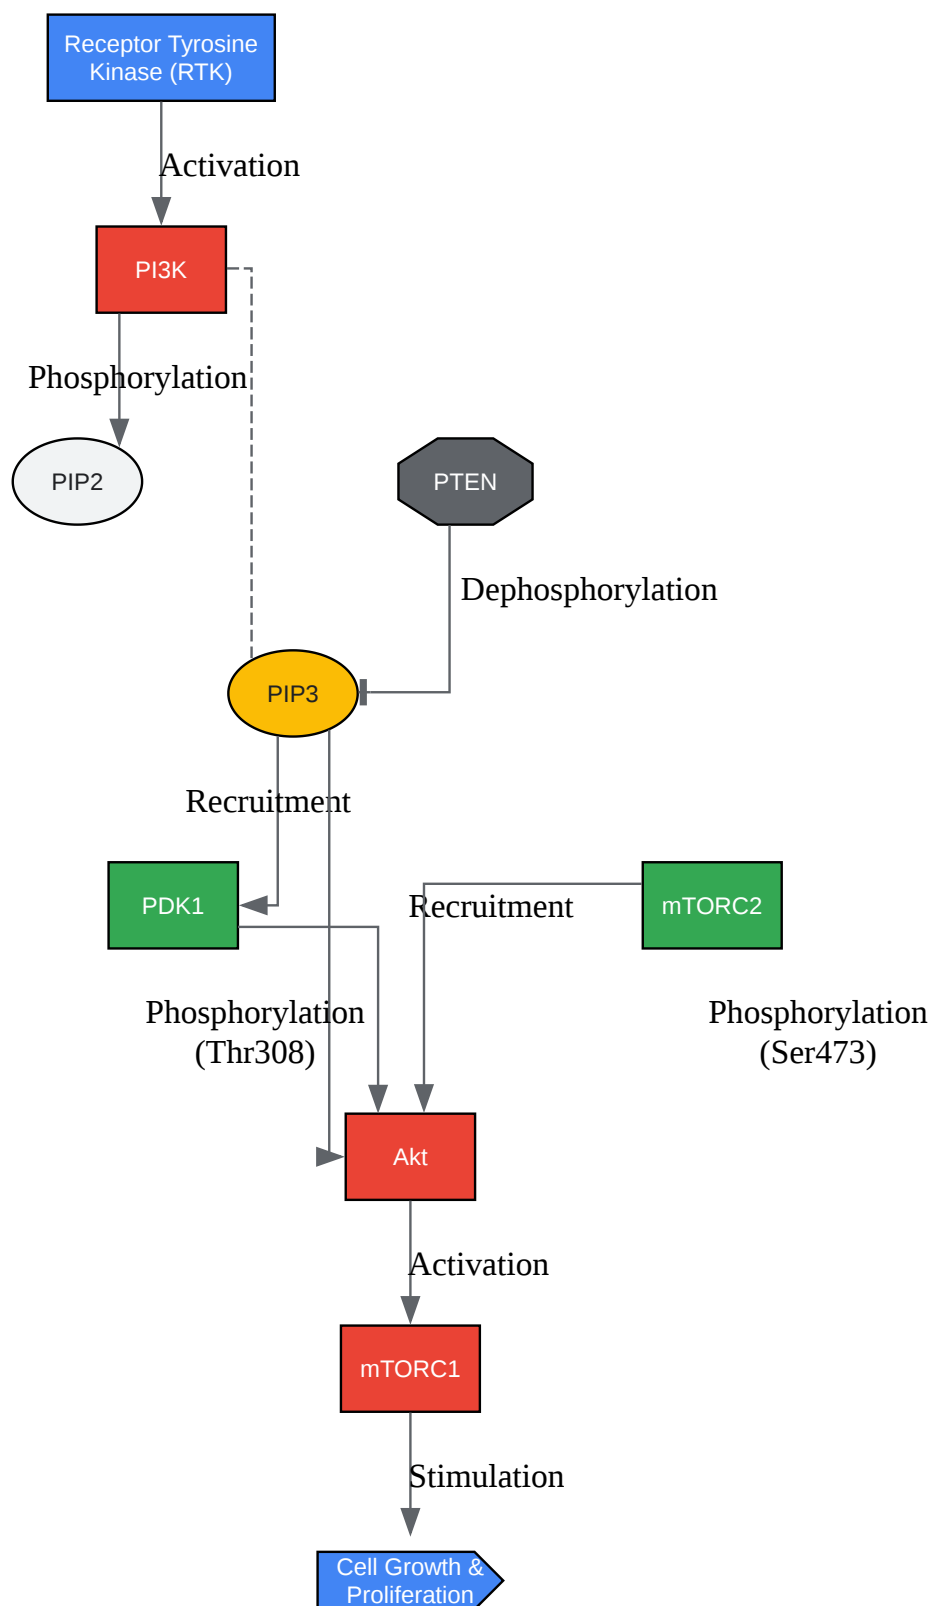 Receptor Tyrosine
Kinase (RTK)
Activation
PI3K
Phosphorylation
PIP2
PTEN
Dephosphorylation
PIP3
Recruitment
PDK1
Recruitment
mTORC2
Phosphorylation
(Thr308)
Phosphorylation
(Ser473)
Akt
Activation
mTORC1
Stimulation
Cell Growth &
Proliferation